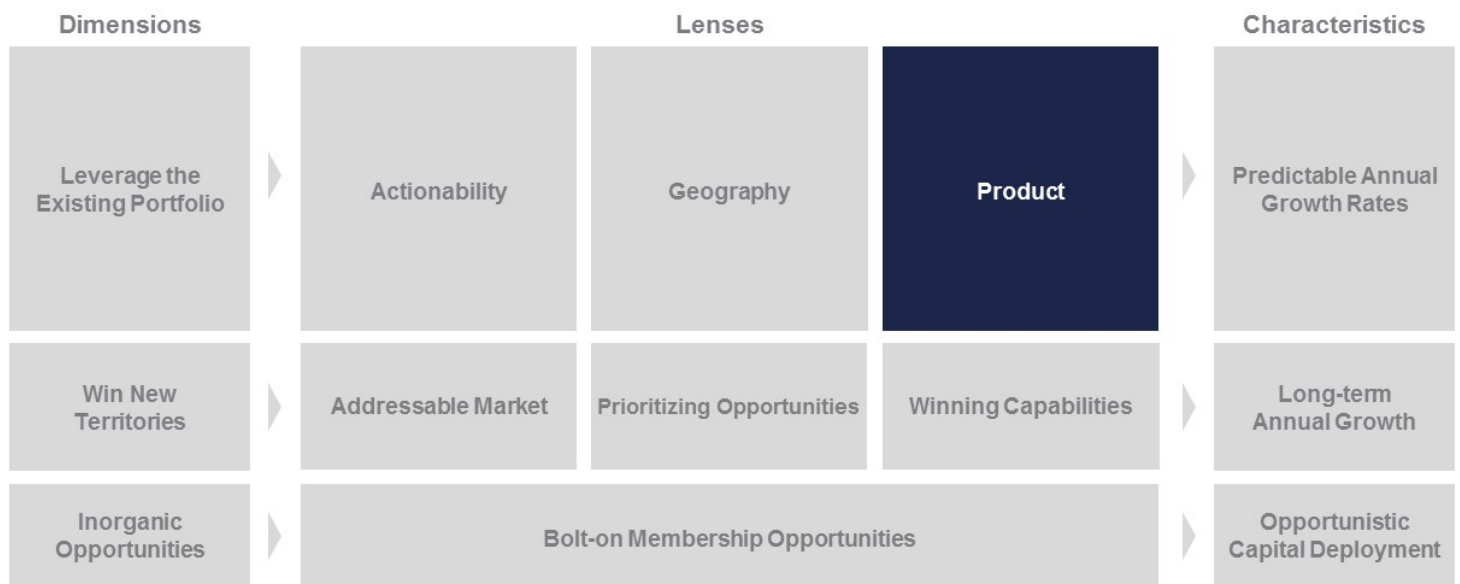 Dimensions
Lenses
Characteristics
Leverage the
Existing Portfolio
Actionability
Geography
Product
Predictable Annual
Growth Rates
Win New
Territories
Addressable Market
Prioritizing Opportunities
Winning Capabilities
Long-term
Annual Growth
Inorganic
Opportunities
Bolt-on Membership Opportunities
Opportunistic
Capital Deployment